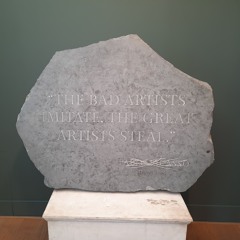 "THE BAD ARTISTS
IMITATE, THE GREAT
ARTISTS STEAL."